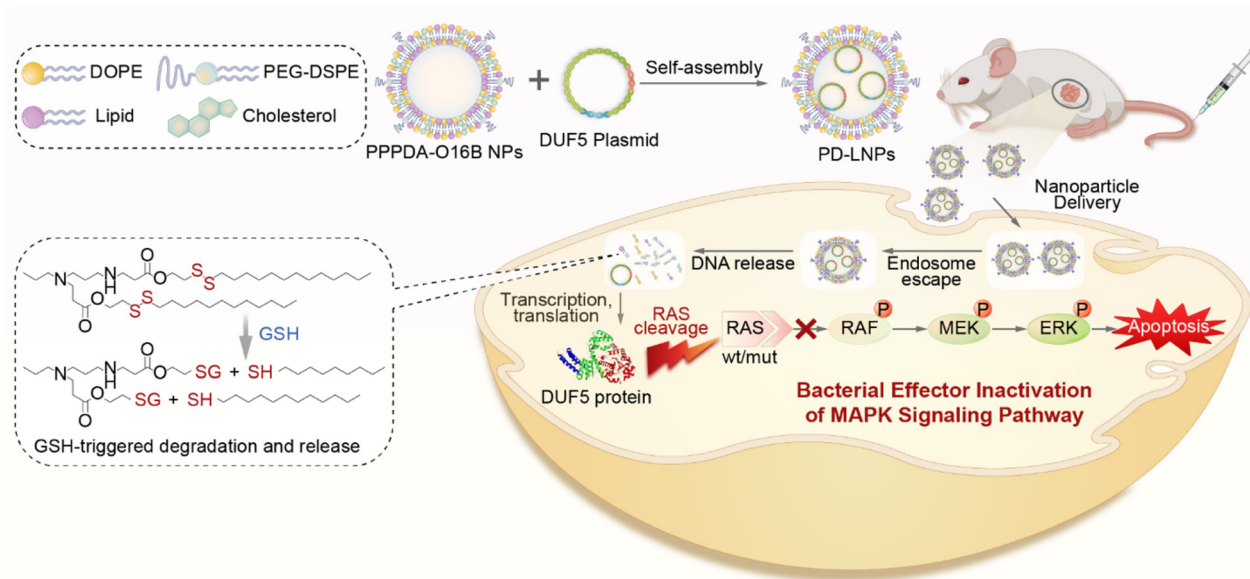 DOPE
PEG-DSPE
Lipid
Cholesterol
PPPDA-O16B NPs
+
DUF5 Plasmid
Self-assembly
PD-LNPs
Nanoparticle
Delivery
Endosome
escape
DNA release
Transcription,
translation
DUF5 protein
RAS
cleavage
RAS
wt/mut
RAF
P
MEK
P
ERK
P
Apoptosis
Bacterial Effector Inactivation
of MAPK Signaling Pathway
N
N
H
O
O
S
S
O
O
S
S
GSH
N
N
H
O
O
SG + SH
O
O
SG + SH
GSH-triggered degradation and release